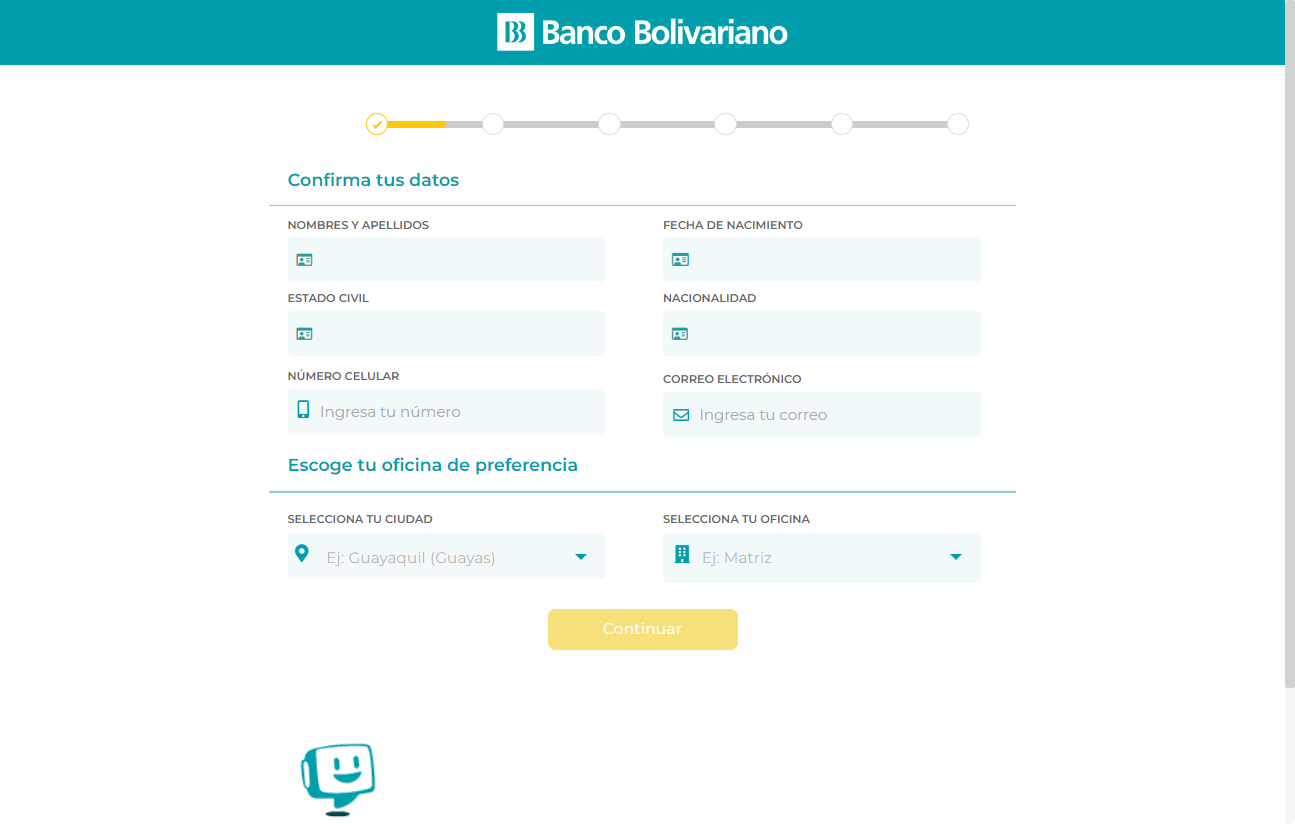 Banco Bolivariano
Confirma tus datos
NOMBRES Y APELLIDOS
FECHA DE NACIMIENTO
ESTADO CIVIL
NACIONALIDAD
NÚMERO CELULAR
Ingresa tu número
CORREO ELECTRÓNICO
Ingresa tu correo
Escoge tu oficina de preferencia
SELECCIONA TU CIUDAD
Ej: Guayaquil (Guayas)
SELECCIONA TU OFICINA
Ej: Matriz
Continuar